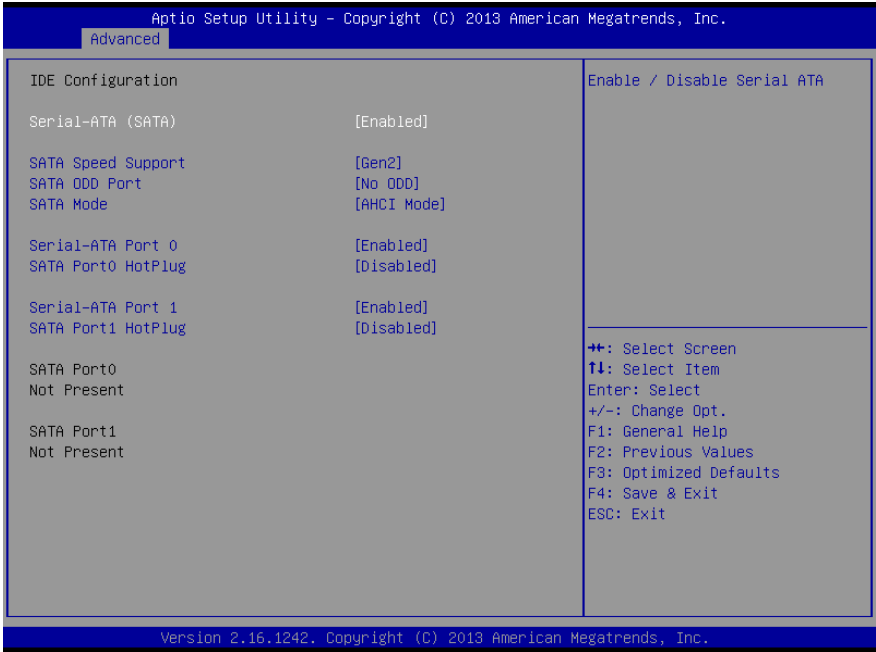 Aptio Setup Utility – Copyright (C) 2013 American Megatrends, Inc.
Advanced
IDE Configuration
Serial-ATA (SATA) [Enabled]
SATA Speed Support [Gen2]
SATA ODD Port [No ODD]
SATA Mode [AHCI Mode]
Serial-ATA Port 0 [Enabled]
SATA Port0 HotPlug [Disabled]
Serial-ATA Port 1 [Enabled]
SATA Port1 HotPlug [Disabled]
SATA Port0
Not Present
SATA Port1
Not Present
Enable / Disable Serial ATA
→←: Select Screen
↑↓: Select Item
Enter: Select
+/-: Change Opt.
F1: General Help
F2: Previous Values
F3: Optimized Defaults
F4: Save & Exit
ESC: Exit
Version 2.16.1242. Copyright (C) 2013 American Megatrends, Inc.